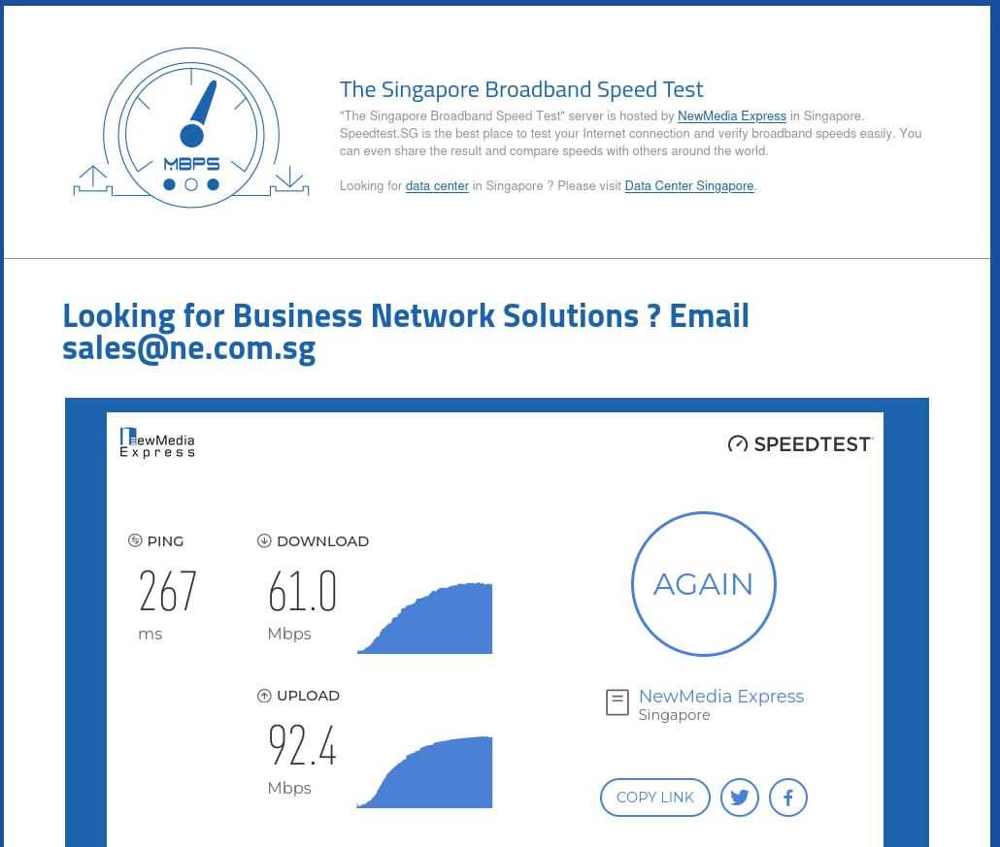 The Singapore Broadband Speed Test
"The Singapore Broadband Speed Test" server is hosted by NewMedia Express in Singapore.
Speedtest.SG is the best place to test your Internet connection and verify broadband speeds easily. You
can even share the result and compare speeds with others around the world.
Looking for data center in Singapore ? Please visit Data Center Singapore.
MBPS
Looking for Business Network Solutions ? Email
sales@ne.com.sg
NewMedia
Express
SPEEDTEST
PING
267
ms
DOWNLOAD
61.0
Mbps
UPLOAD
92.4
Mbps
AGAIN
NewMedia Express
Singapore
COPY LINK